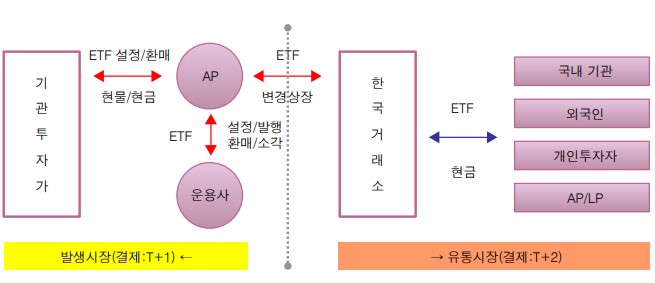 기관투자가
ETF 설정/환매
현물/현금
AP
ETF
변경상장
ETF
설정/발행
환매/소각
운용사
한국거래소
ETF
현금
국내 기관
외국인
개인투자자
AP/LP
발생시장(결제:T+1) ←
→ 유통시장(결제:T+2)